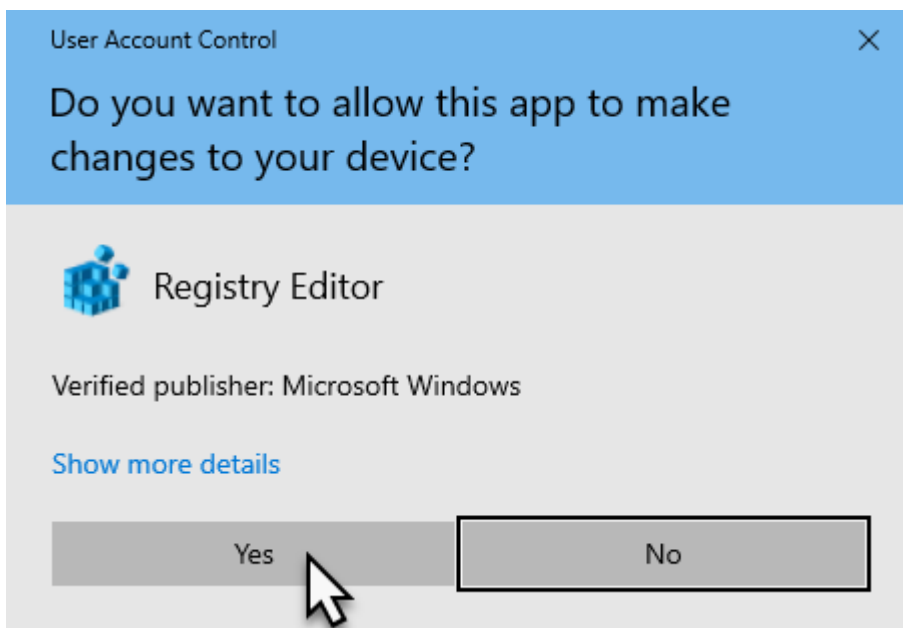 User Account Control
Do you want to allow this app to make
changes to your device?
Registry Editor
Verified publisher: Microsoft Windows
Show more details
Yes
No